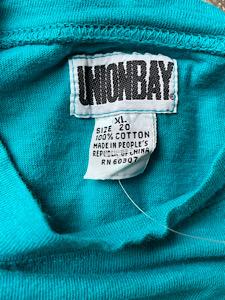 UNIONBAY
XL
SIZE 20
100% COTTON
MADE IN PEOPLE'S
REPUBLIC OF CHINA
RN 60307